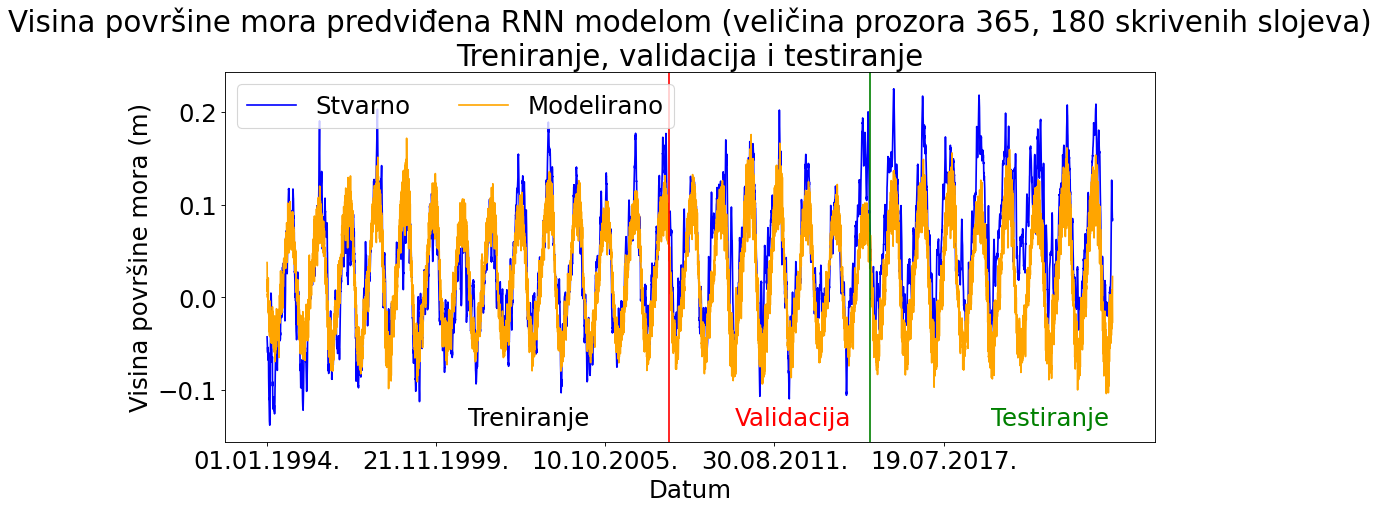 Visina površine mora predviđena RNN modelom (veličina prozora 365, 180 skrivenih slojeva)
Treniranje, validacija i testiranje
Stvarno
Modelirano
Visina površine mora (m)
0.2
0.1
0.0
−0.1
Treniranje
Validacija
Testiranje
01.01.1994.
21.11.1999.
10.10.2005.
30.08.2011.
19.07.2017.
Datum